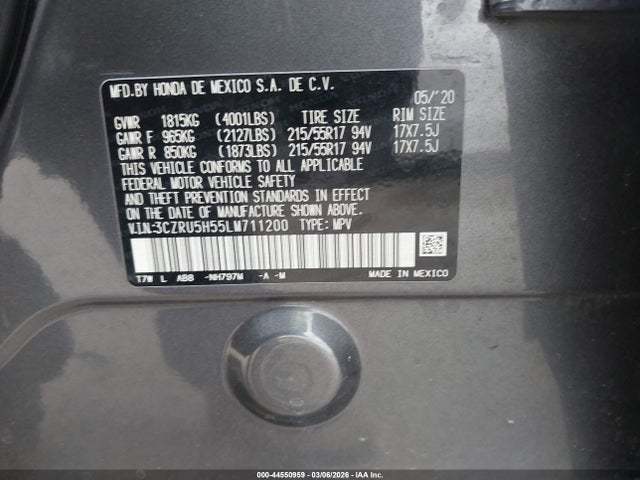 MFD.BY HONDA DE MEXICO S.A. DE C.V.
05/'20
GVWR 1815KG (4001LBS) TIRE SIZE RIM SIZE
GAWR F 965KG (2127LBS) 215/55R17 94V 17X7.5J
GAWR R 850KG (1873LBS) 215/55R17 94V 17X7.5J
THIS VEHICLE CONFORMS TO ALL APPLICABLE
FEDERAL MOTOR VEHICLE SAFETY
AND THEFT PREVENTION STANDARDS IN EFFECT
ON THE DATE OF MANUFACTURE SHOWN ABOVE.
V.I.N:3CZRU5H55LM711200 TYPE: MPV
T7W L ABB -NH797M -A -M MADE IN MEXICO
000-44550959 - 03/06/2026 - IAAI, Inc.